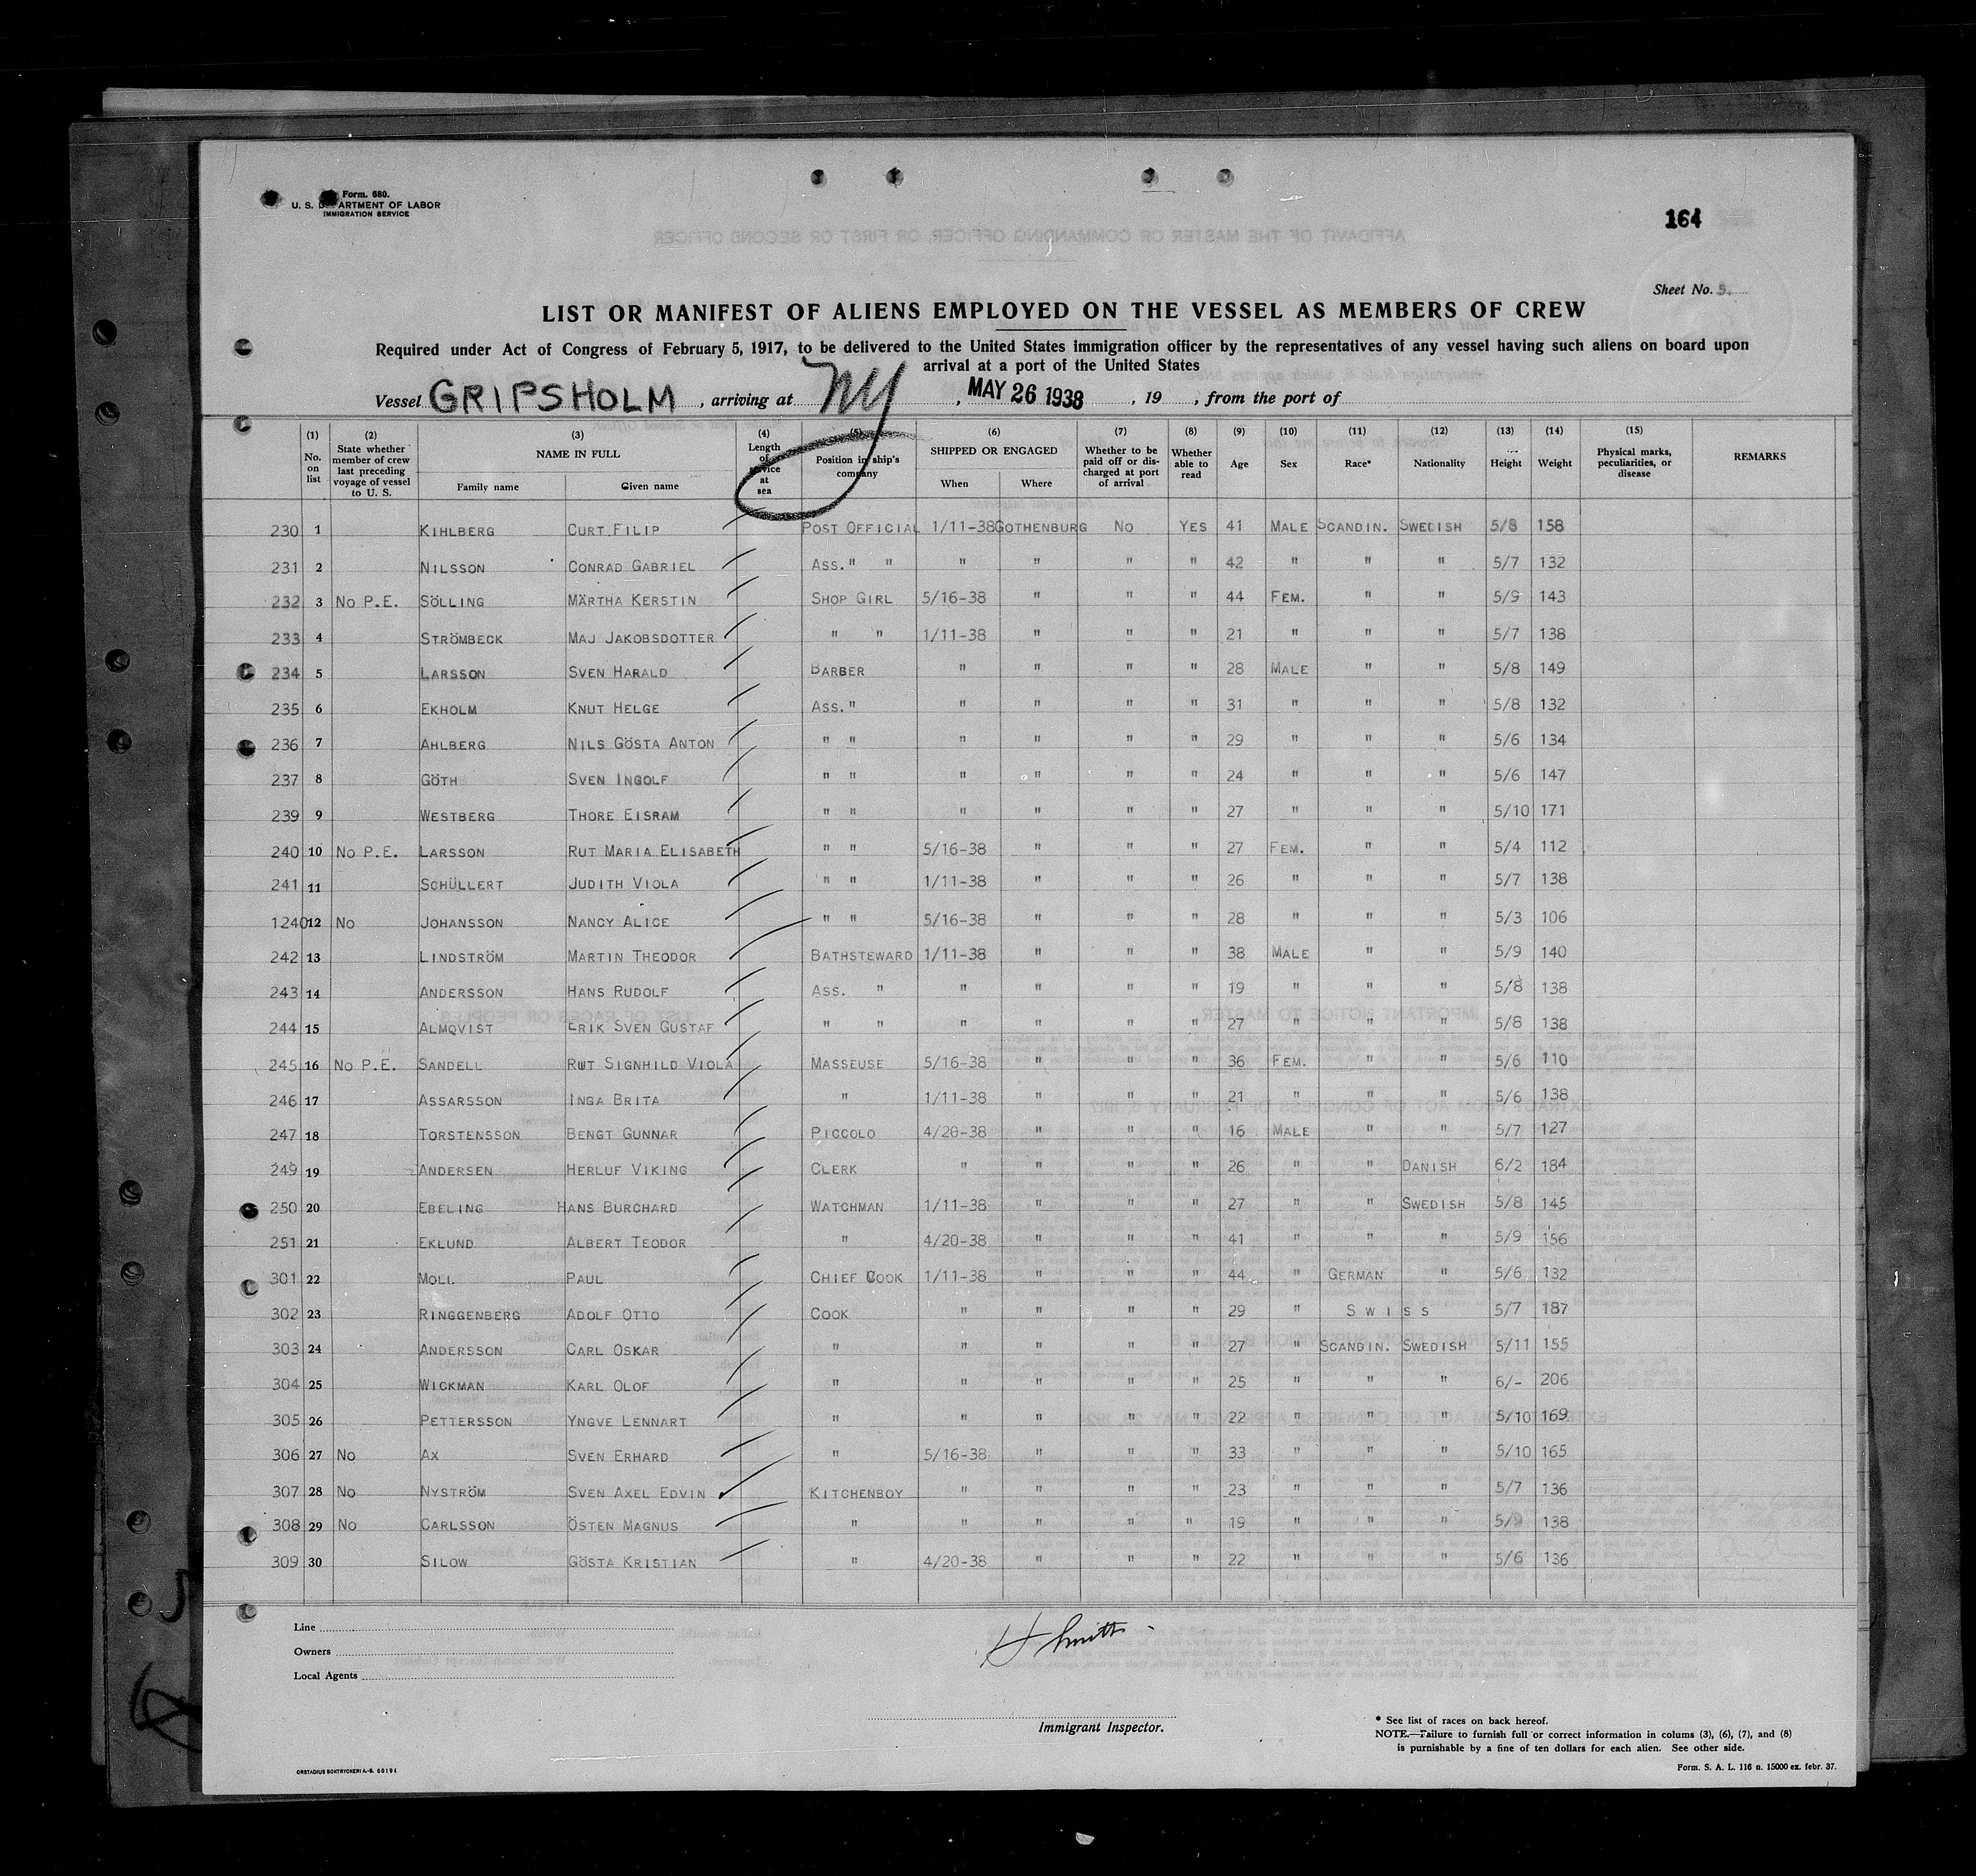 Form. 680.
U. S. D ARTMENT OF LABOR
IMMIGRATION SERVICE
164
Sheet No. 5.
LIST OR MANIFEST OF ALIENS EMPLOYED ON THE VESSEL AS MEMBERS OF CREW
Required under Act of Congress of February 5, 1917, to be delivered to the United States immigration officer by the representatives of any vessel having such aliens on board upon
arrival at a port of the United States
Vessel GRIPSHOLM , arriving at NY , MAY 26 1938 , 19 , from the port of
(1) No. on list (2) State whether member of crew last preceding voyage of vessel to U. S. (3) NAME IN FULL Family name Given name (4) Length of service at sea (5) Position in ship's company (6) SHIPPED OR ENGAGED When Where (7) Whether to be paid off or discharged at port of arrival (8) Whether able to read (9) Age (10) Sex (11) Race* (12) Nationality (13) Height (14) Weight (15) Physical marks, peculiarities, or disease REMARKS
230 1 KIHLBERG CURT FILIP POST OFFICIAL 1/11-38 GOTHENBURG NO YES 41 MALE SCANDIN. SWEDISH 5/8 158
231 2 NILSSON CONRAD GABRIEL ASS. " " " " " " 42 " " " 5/7 132
232 3 NO P.E. SÖLLING MÄRTHA KERSTIN SHOP GIRL 5/16-38 " " " 44 FEM. " " 5/9 143
233 4 STRÖMBECK MAJ JAKOBSDOTTER " " 1/11-38 " " " 21 " " " 5/7 138
234 5 LARSSON SVEN HARALD BARBER " " " " 28 MALE " " 5/8 149
235 6 EKHOLM KNUT HELGE ASS. " " " " " 31 " " " 5/8 132
236 7 AHLBERG NILS GÖSTA ANTON " " " " " " 29 " " " 5/6 134
237 8 GÖTH SVEN INGOLF " " " " " " 24 " " " 5/6 147
239 9 WESTBERG THORE EISRAM " " " " " " 27 " " " 5/10 171
240 10 NO P.E. LARSSON RUT MARIA ELISABETH " " 5/16-38 " " " 27 FEM. " " 5/4 112
241 11 SCHÜLLERT JUDITH VIOLA " " 1/11-38 " " " 26 " " " 5/7 138
1240 12 NO JOHANSSON NANCY ALICE " " 5/16-38 " " " 28 " " " 5/3 106
242 13 LINDSTRÖM MARTIN THEODOR BATHSTEWARD 1/11-38 " " " 38 MALE " " 5/9 140
243 14 ANDERSSON HANS RUDOLF ASS. " " " " " 19 " " " 5/8 138
244 15 ALMQVIST ERIK SVEN GUSTAF " " " " " " 27 " " " 5/8 138
245 16 NO P.E. SANDELL RUT SIGNHILD VIOLA MASSEUSE 5/16-38 " " " 36 FEM. " " 5/6 110
246 17 ASSARSSON INGA BRITA " 1/11-38 " " " 21 " " " 5/6 138
247 18 TORSTENSSON BENGT GUNNAR PICCOLO 4/20-38 " " " 16 MALE " " 5/7 127
249 19 ANDERSEN HERLUF VIKING CLERK " " " " 26 " " DANISH 6/2 184
250 20 EBELING HANS BURCHARD WATCHMAN 1/11-38 " " " 27 " " SWEDISH 5/8 145
251 21 EKLUND ALBERT TEODOR " 4/20-38 " " " 41 " " " 5/9 156
301 22 MOLL PAUL CHIEF COOK 1/11-38 " " " 44 " GERMAN " 5/6 132
302 23 RINGGENBERG ADOLF OTTO COOK " " " " 29 " SWISS 5/7 187
303 24 ANDERSSON CARL OSKAR " " " " " 27 " SCANDIN. SWEDISH 5/11 155
304 25 WICKMAN KARL OLOF " " " " " 25 " " " 6/- 206
305 26 PETTERSSON YNGVE LENNART " " " " " 22 " " " 5/10 169
306 27 NO AX SVEN ERHARD " 5/16-38 " " " 33 " " " 5/10 165
307 28 NO NYSTRÖM SVEN AXEL EDVIN KITCHENBOY " " " " 23 " " " 5/7 136
308 29 NO CARLSSON ÖSTEN MAGNUS " " " " " 19 " " " 5/9 138
309 30 SILOW GÖSTA KRISTIAN " 4/20-38 " " " 22 " " " 5/6 136
Line
Owners
Local Agents
H Smith
Immigrant Inspector.
* See list of races on back hereof.
NOTE.—Failure to furnish full or correct information in colums (3), (6), (7), and (8)
is punishable by a fine of ten dollars for each alien. See other side.
ORSTADIUS BOKTRYCKERI A.-B. 60194
Form. S. A. L. 116 n. 15000 ex. febr. 37.